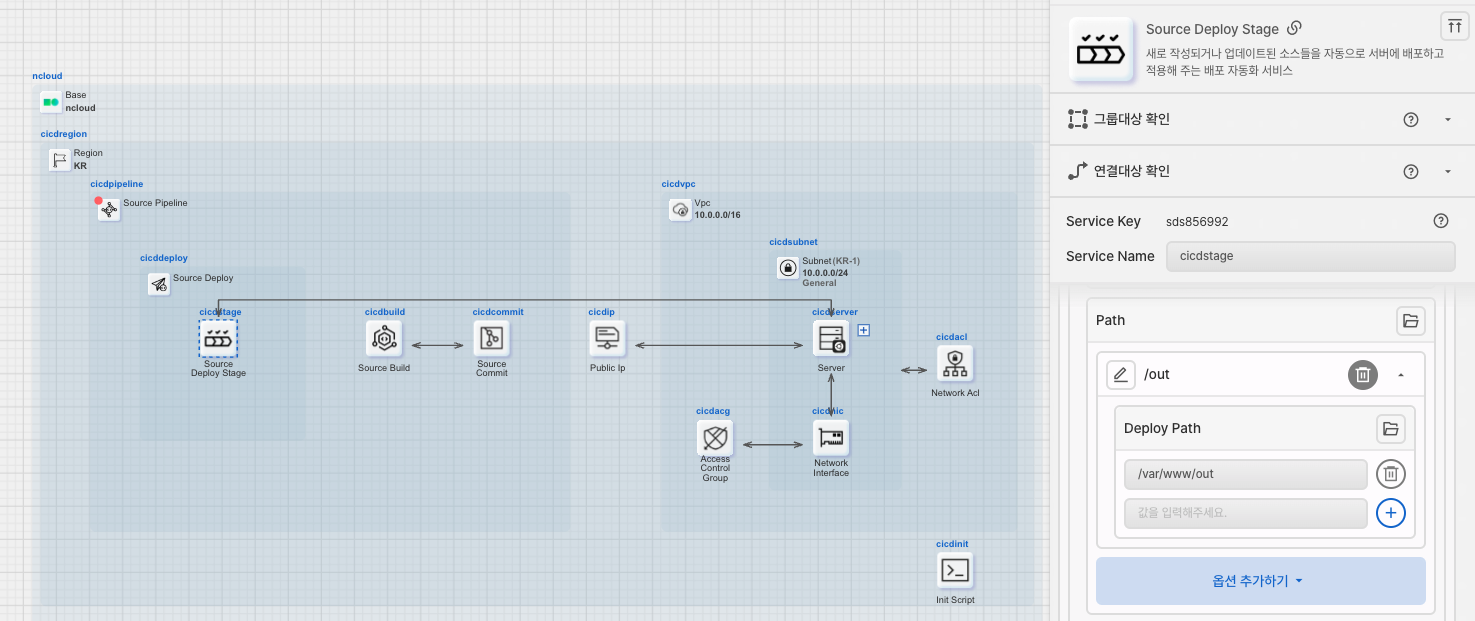 ncloud
Base
ncloud
cicdregion
Region
KR
cicdpipeline
Source Pipeline
cicdvpc
Vpc
10.0.0.0/16
cicdsubnet
Subnet(KR-1)
10.0.0.0/24
General
cicddeploy
Source Deploy
cicdstage
Source
Deploy Stage
cicdbuild
Source Build
cicdcommit
Source
Commit
cicdip
Public Ip
cicdserver
Server
cicdacl
Network Acl
cicdacg
Access
Control
Group
cicdnic
Network
Interface
cicdinit
Init Script
Source Deploy Stage
새로 작성되거나 업데이트된 소스들을 자동으로 서버에 배포하고
적용해 주는 배포 자동화 서비스
그룹대상 확인
연결대상 확인
Service Key sds856992
Service Name cicdstage
Path
/out
Deploy Path
/var/www/out
값을 입력해주세요.
옵션 추가하기